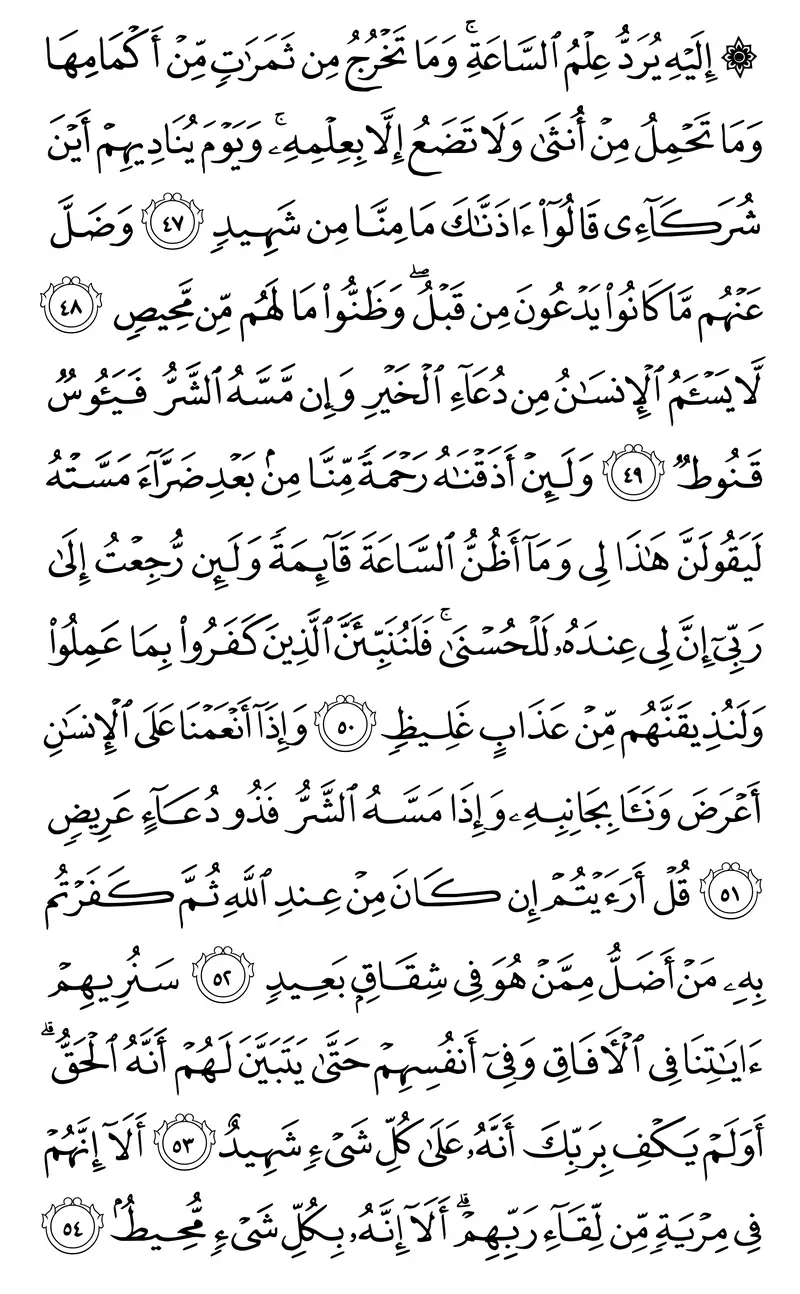 ۞ إِلَيْهِ يُرَدُّ عِلْمُ ٱلسَّاعَةِۚ وَمَا تَخْرُجُ مِن ثَمَرَٰتٍ مِّنْ أَكْمَامِهَا
وَمَا تَحْمِلُ مِنْ أُنثَىٰ وَلَا تَضَعُ إِلَّا بِعِلْمِهِۦۚ وَيَوْمَ يُنَادِيهِمْ أَيْنَ
شُرَكَآءِى قَالُوٓا۟ ءَاذَنَّـٰكَ مَا مِنَّا مِن شَهِيدٍ ٤٧ وَضَلَّ
عَنْهُم مَّا كَانُوا۟ يَدْعُونَ مِن قَبْلُۖ وَظَنُّوا۟ مَا لَهُم مِّن مَّحِيصٍ ٤٨
لَّا يَسْـَٔمُ ٱلْإِنسَـٰنُ مِن دُعَآءِ ٱلْخَيْرِ وَإِن مَّسَّهُ ٱلشَّرُّ فَيَـُٔوسٌ
قَنُوطٌ ٤٩ وَلَئِنْ أَذَقْنَـٰهُ رَحْمَةً مِّنَّا مِنۢ بَعْدِ ضَرَّآءَ مَسَّتْهُ
لَيَقُولَنَّ هَـٰذَا لِى وَمَآ أَظُنُّ ٱلسَّاعَةَ قَآئِمَةً وَلَئِن رُّجِعْتُ إِلَىٰ
رَبِّىٓ إِنَّ لِى عِندَهُۥ لَلْحُسْنَىٰۚ فَلَنُنَبِّئَنَّ ٱلَّذِينَ كَفَرُوا۟ بِمَا عَمِلُوا۟
وَلَنُذِيقَنَّهُم مِّنْ عَذَابٍ غَلِيظٍ ٥٠ وَإِذَآ أَنْعَمْنَا عَلَى ٱلْإِنسَـٰنِ
أَعْرَضَ وَنَـَٔا بِجَانِبِهِۦ وَإِذَا مَسَّهُ ٱلشَّرُّ فَذُو دُعَآءٍ عَرِيضٍ
٥١ قُلْ أَرَءَيْتُمْ إِن كَانَ مِنْ عِندِ ٱللَّهِ ثُمَّ كَفَرْتُم
بِهِۦ مَنْ أَضَلُّ مِمَّنْ هُوَ فِى شِقَاقٍۭ بَعِيدٍ ٥٢ سَنُرِيهِمْ
ءَايَـٰتِنَا فِى ٱلْـَٔافَاقِ وَفِىٓ أَنفُسِهِمْ حَتَّىٰ يَتَبَيَّنَ لَهُمْ أَنَّهُ ٱلْحَقُّۗ
أَوَلَمْ يَكْفِ بِرَبِّكَ أَنَّهُۥ عَلَىٰ كُلِّ شَىْءٍ شَهِيدٌ ٥٣ أَلَآ إِنَّهُمْ
فِى مِرْيَةٍ مِّن لِّقَآءِ رَبِّهِمْۗ أَلَآ إِنَّهُۥ بِكُلِّ شَىْءٍ مُّحِيطٌۢ ٥٤